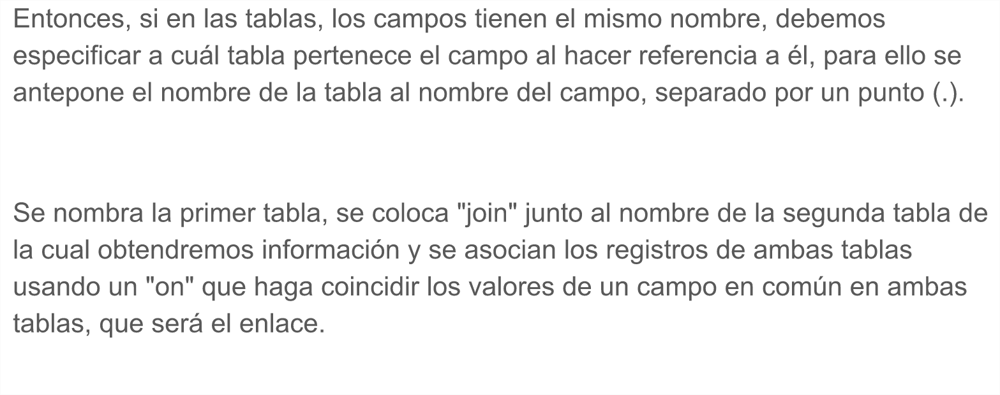 Entonces, si en las tablas, los campos tienen el mismo nombre, debemos
especificar a cuál tabla pertenece el campo al hacer referencia a él, para ello se
antepone el nombre de la tabla al nombre del campo, separado por un punto (.).
Se nombra la primer tabla, se coloca "join" junto al nombre de la segunda tabla de
la cual obtendremos información y se asocian los registros de ambas tablas
usando un "on" que haga coincidir los valores de un campo en común en ambas
tablas, que será el enlace.